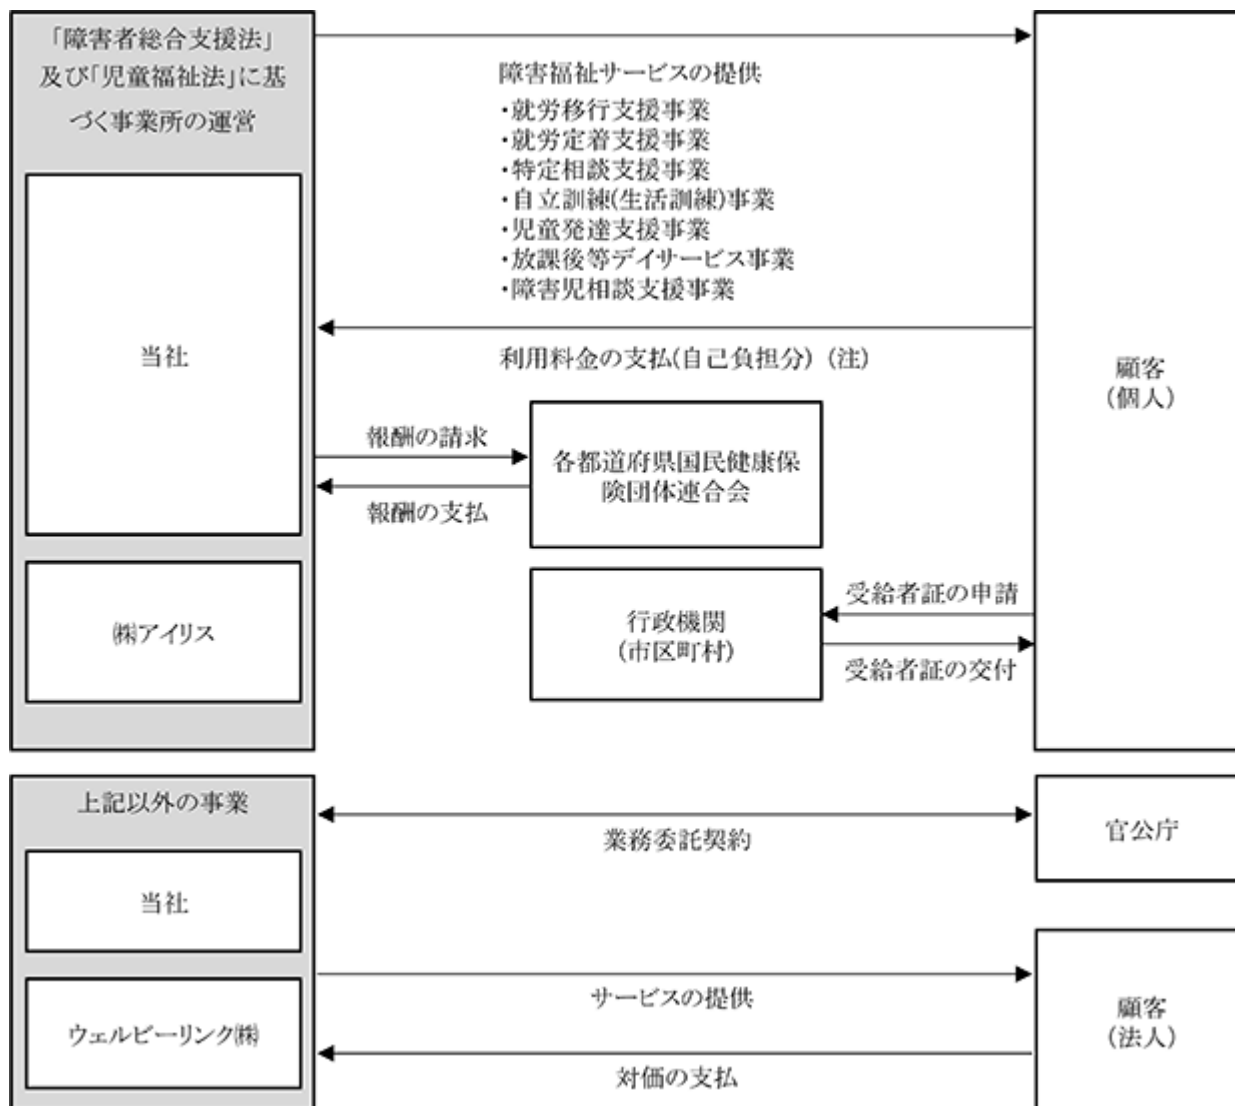 「障害者総合支援法」
及び「児童福祉法」に基
づく事業所の運営
障害福祉サービスの提供
・就労移行支援事業
・就労定着支援事業
・特定相談支援事業
・自立訓練(生活訓練)事業
・児童発達支援事業
・放課後等デイサービス事業
・障害児相談支援事業
当社
利用料金の支払(自己負担分) (注)
顧客
(個人)
報酬の請求
各都道府県国民健康保
険団体連合会
報酬の支払
㈱アイリス
行政機関
(市区町村)
受給者証の申請
受給者証の交付
上記以外の事業
業務委託契約
官公庁
当社
サービスの提供
ウェルビーリンク㈱
顧客
(法人)
対価の支払